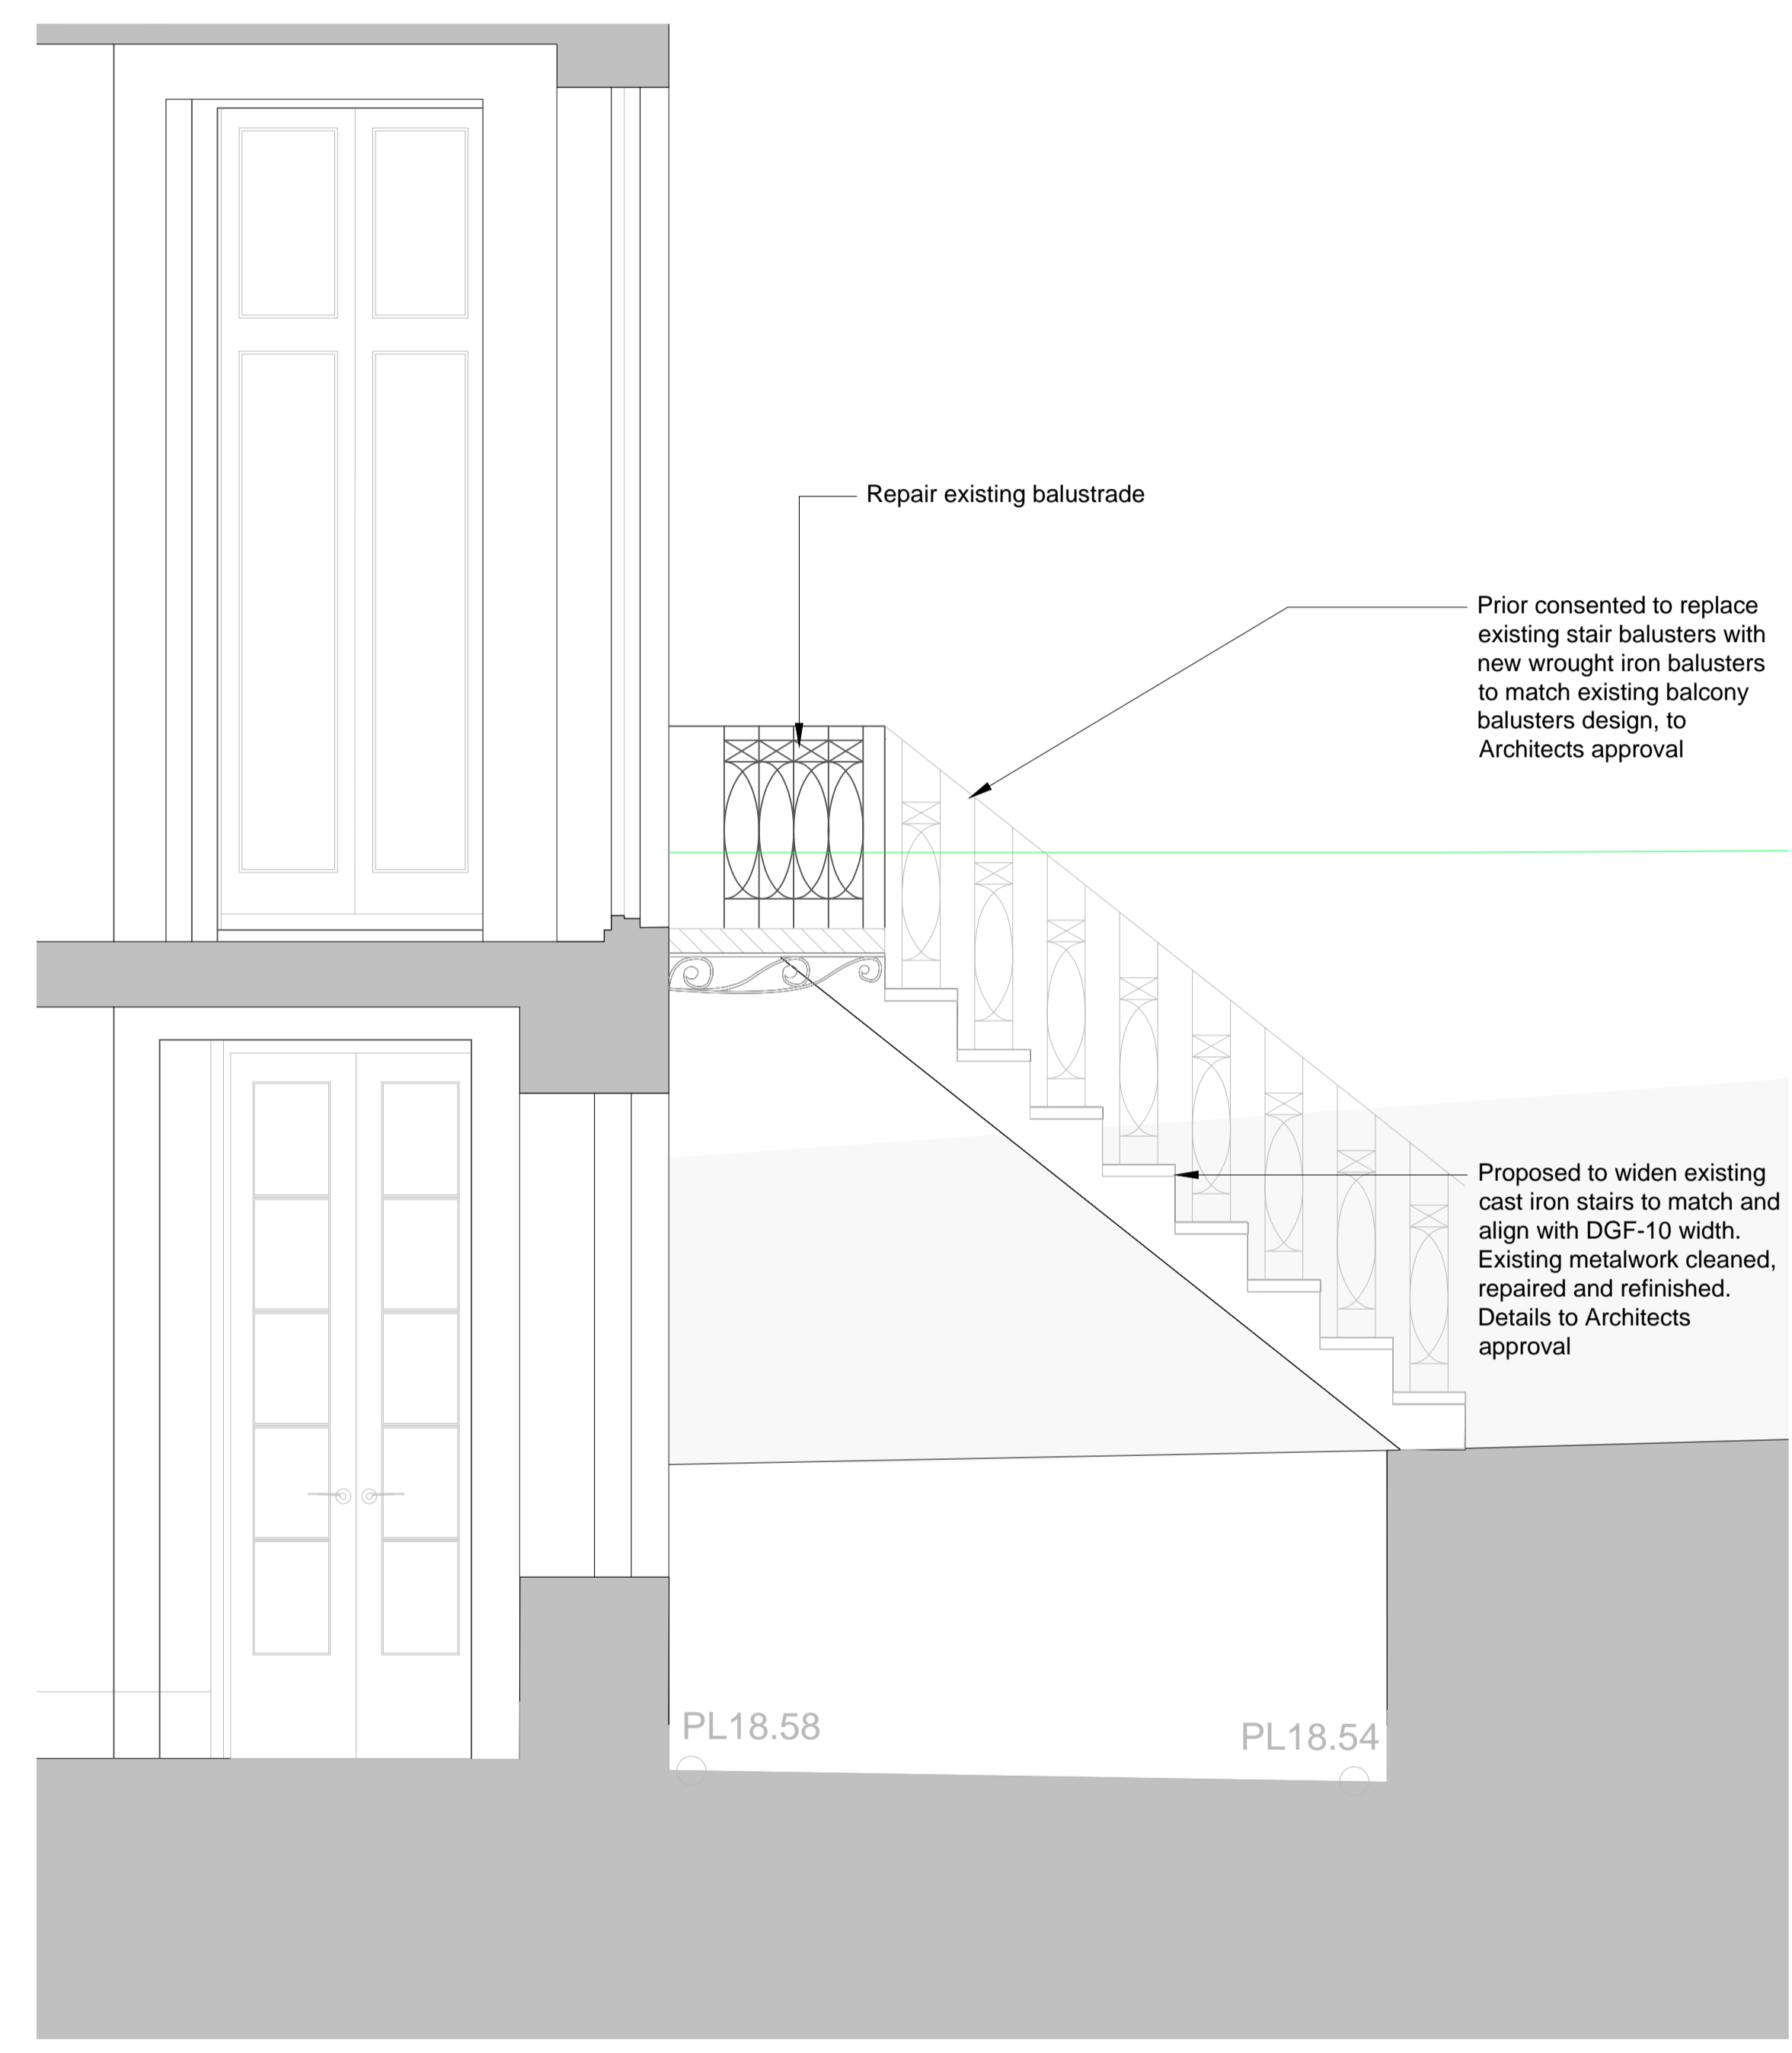 Repair existing balustrade
Prior consented to replace
existing stair balusters with
new wrought iron balusters
to match existing balcony
balusters design, to
Architects approval
Proposed to widen existing
cast iron stairs to match and
align with DGF-10 width.
Existing metalwork cleaned,
repaired and refinished.
Details to Architects
approval
PL18.58
PL18.54